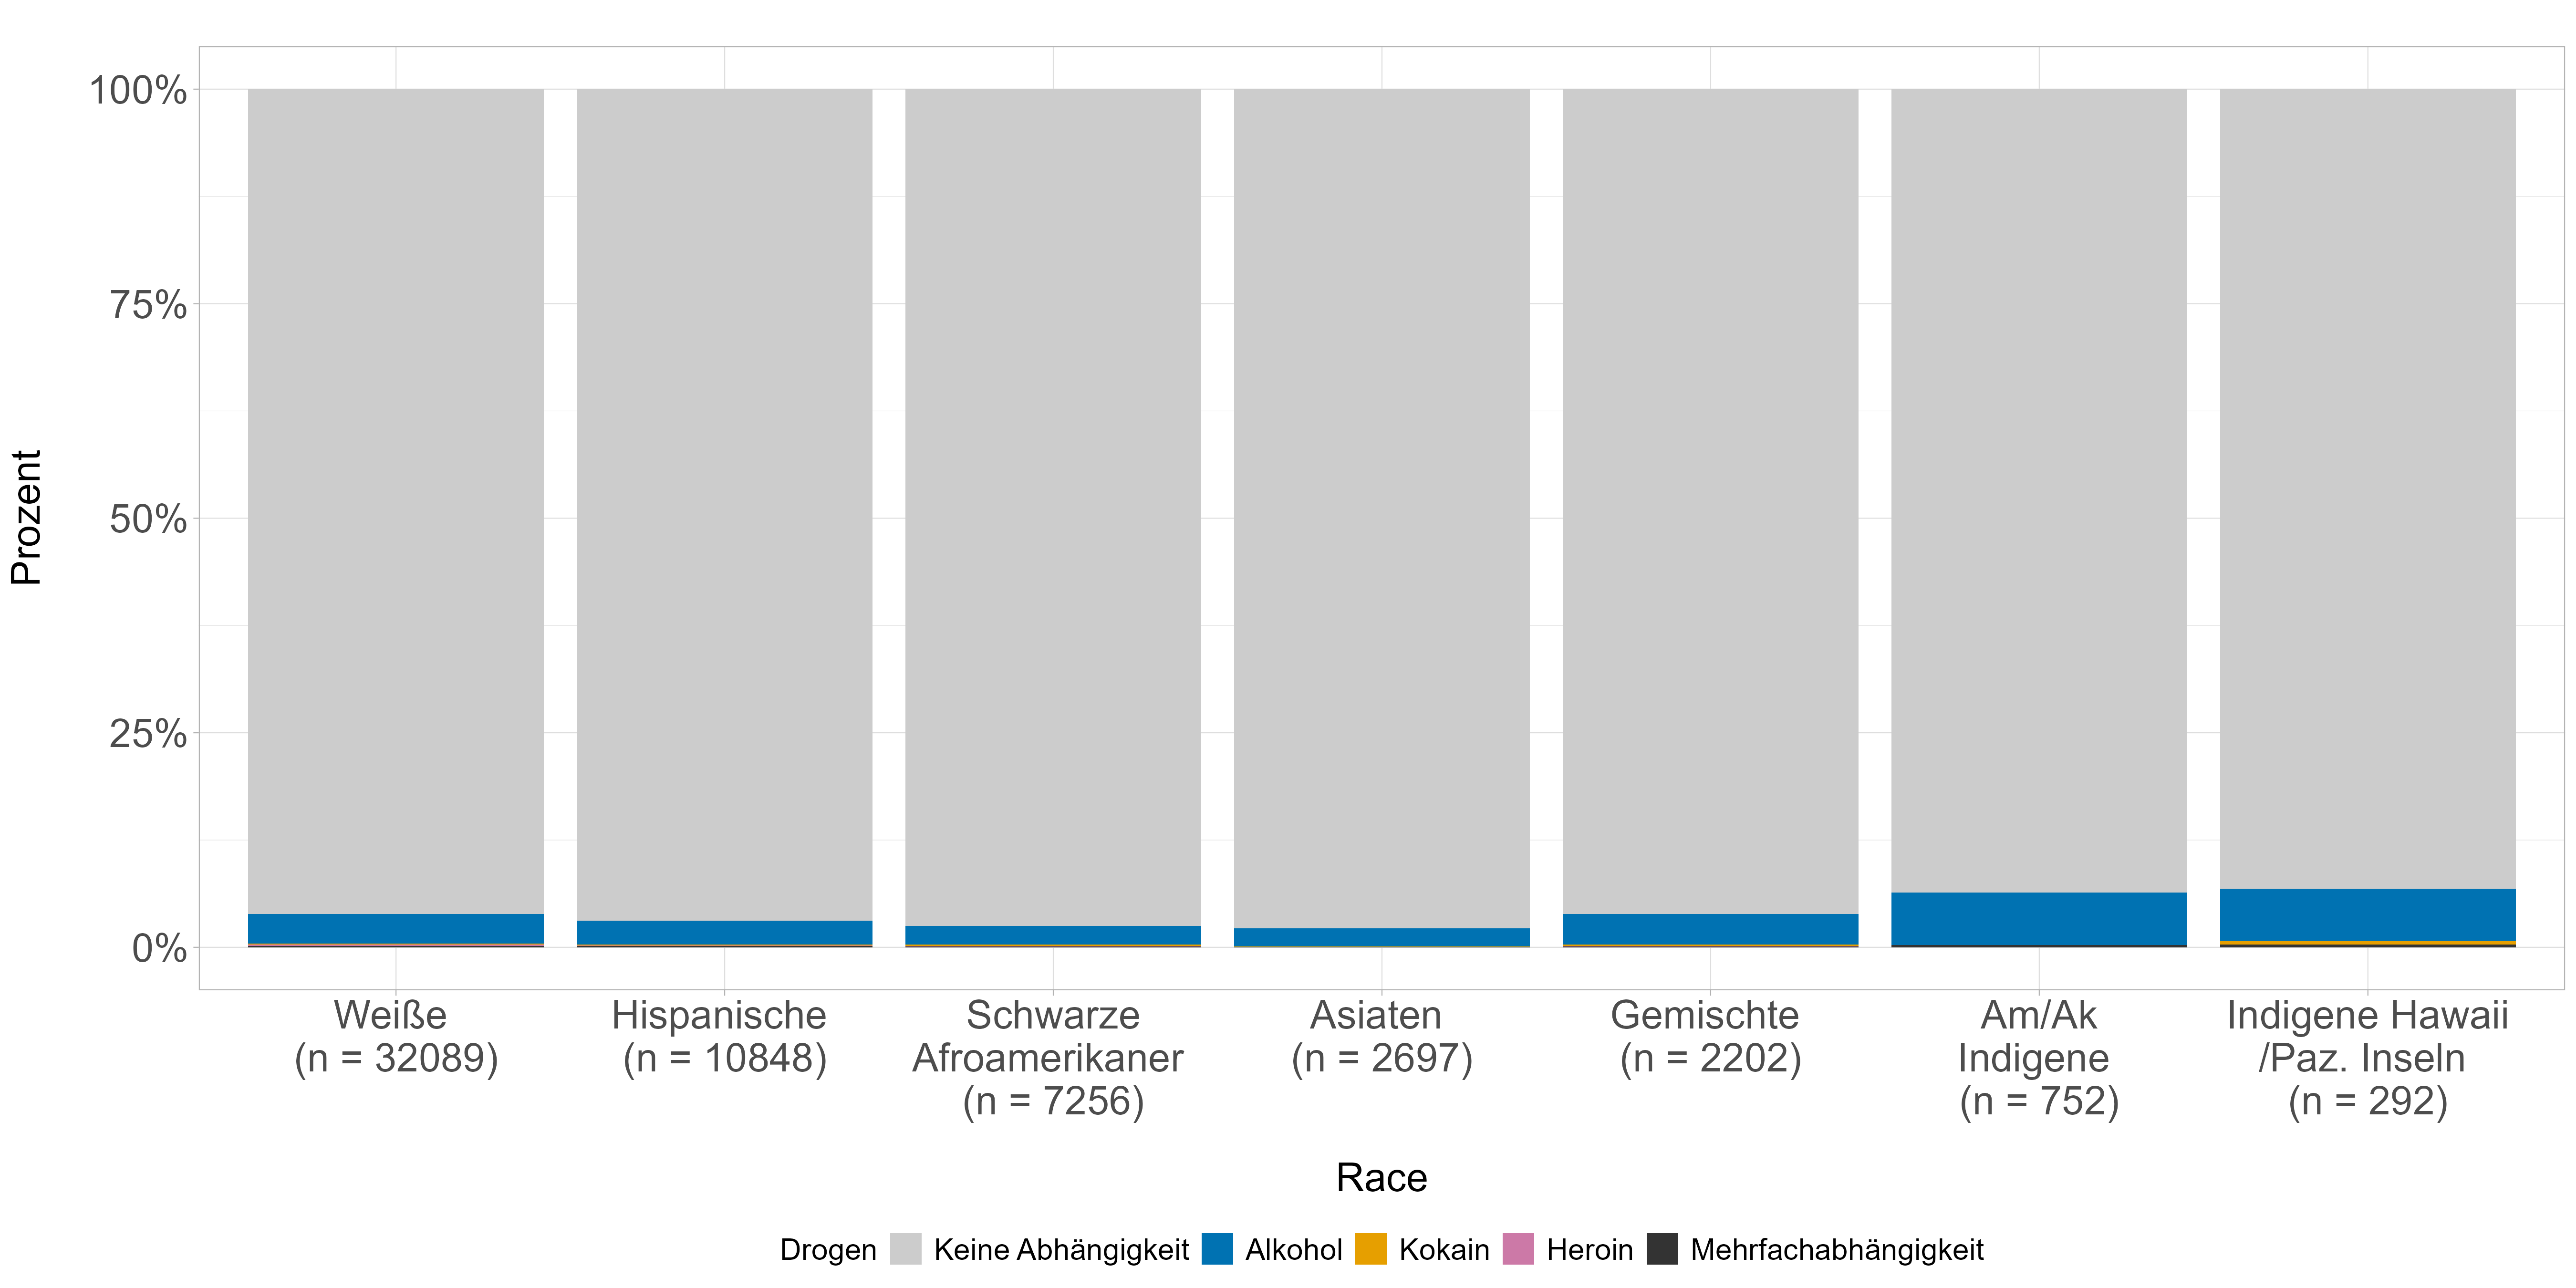 Prozent
100%
75%
50%
25%
0%
Weiße
(n = 32089)
Hispanische
(n = 10848)
Schwarze
Afroamerikaner
(n = 7256)
Asiaten
(n = 2697)
Gemischte
(n = 2202)
Am/Ak
Indigene
(n = 752)
Indigene Hawaii
/Paz. Inseln
(n = 292)
Race
Drogen Keine Abhängigkeit Alkohol Kokain Heroin Mehrfachabhängigkeit